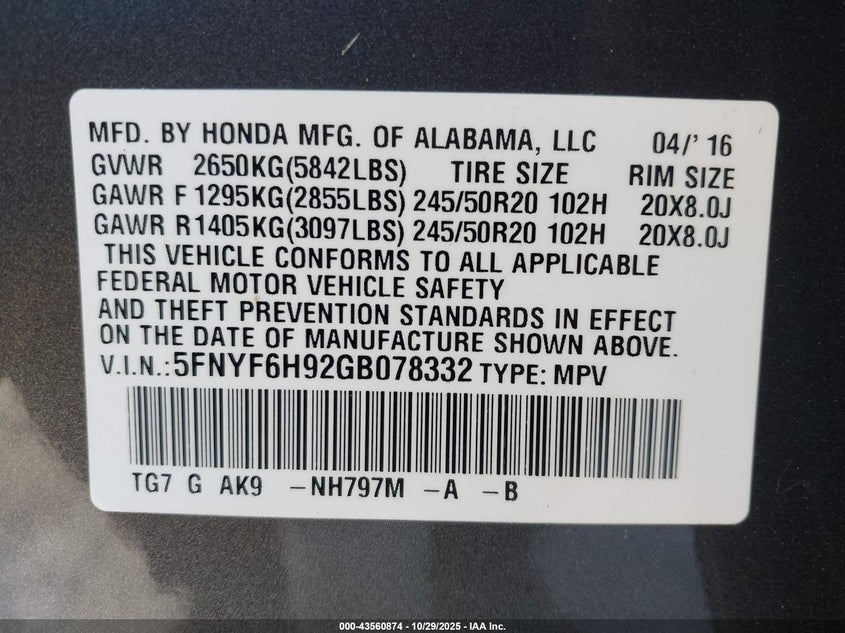 MFD. BY HONDA MFG. OF ALABAMA, LLC 04/' 16
GVWR 2650KG(5842LBS) TIRE SIZE RIM SIZE
GAWR F 1295KG(2855LBS) 245/50R20 102H 20X8.0J
GAWR R1405KG(3097LBS) 245/50R20 102H 20X8.0J
THIS VEHICLE CONFORMS TO ALL APPLICABLE
FEDERAL MOTOR VEHICLE SAFETY
AND THEFT PREVENTION STANDARDS IN EFFECT
ON THE DATE OF MANUFACTURE SHOWN ABOVE.
V.I.N.:5FNYF6H92GB078332 TYPE: MPV
TG7 G AK9 -NH797M -A -B
000-43560874 - 10/29/2025 - IAA Inc.